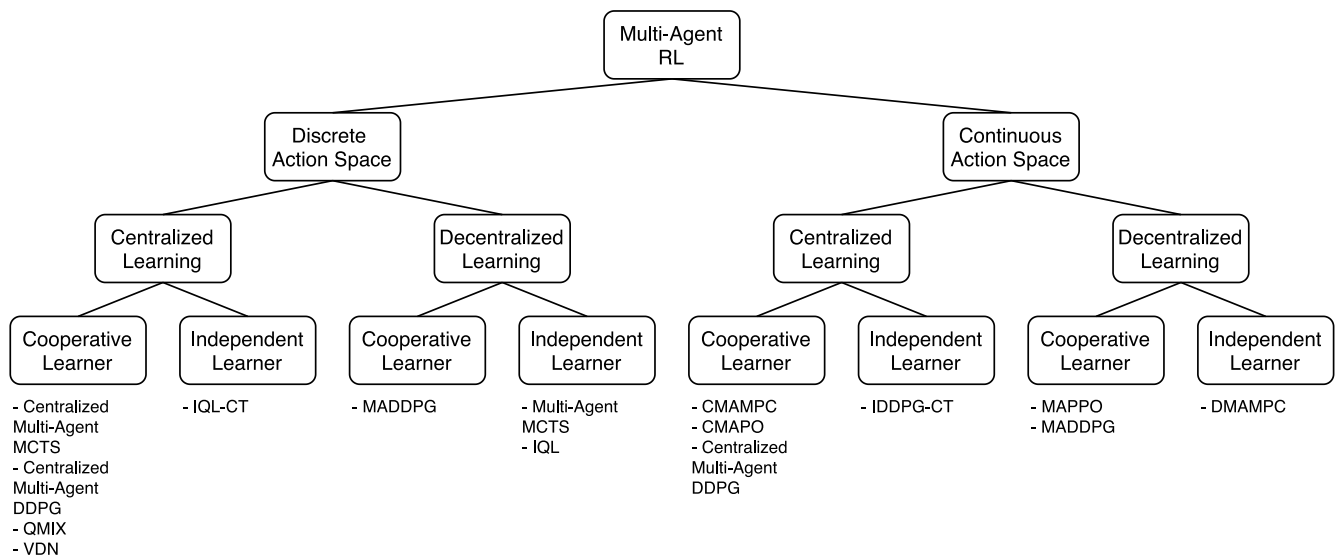 Multi-Agent
RL
Discrete
Action Space
Continuous
Action Space
Centralized
Learning
Decentralized
Learning
Centralized
Learning
Decentralized
Learning
Cooperative
Learner
Independent
Learner
Cooperative
Learner
Independent
Learner
Cooperative
Learner
Independent
Learner
Cooperative
Learner
Independent
Learner
- Centralized
Multi-Agent
MCTS
- Centralized
Multi-Agent
DDPG
- QMIX
- VDN
- IQL-CT
- MADDPG
- Multi-Agent
MCTS
- IQL
- CMAMPC
- CMAPO
- Centralized
Multi-Agent
DDPG
- IDDPG-CT
- MAPPO
- MADDPG
- DMAMPC